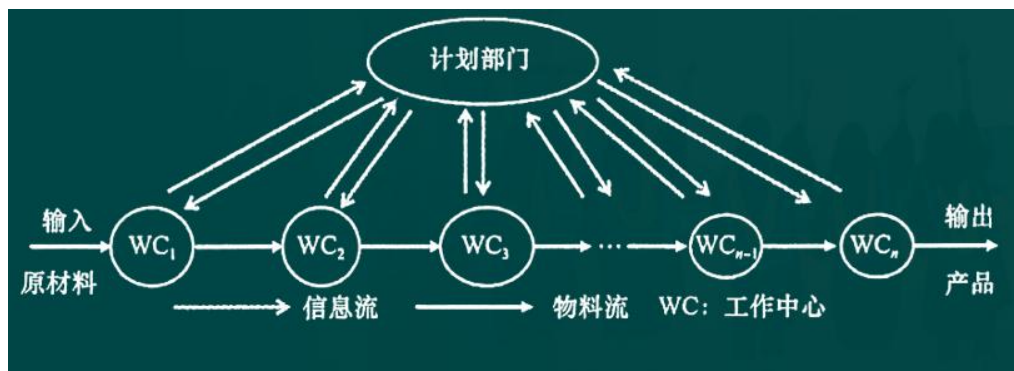 计划部门
输入
原材料
WC₁
WC₂
WC₃
…
WCₙ₋₁
WCₙ
输出
产品
信息流
物料流
WC：工作中心